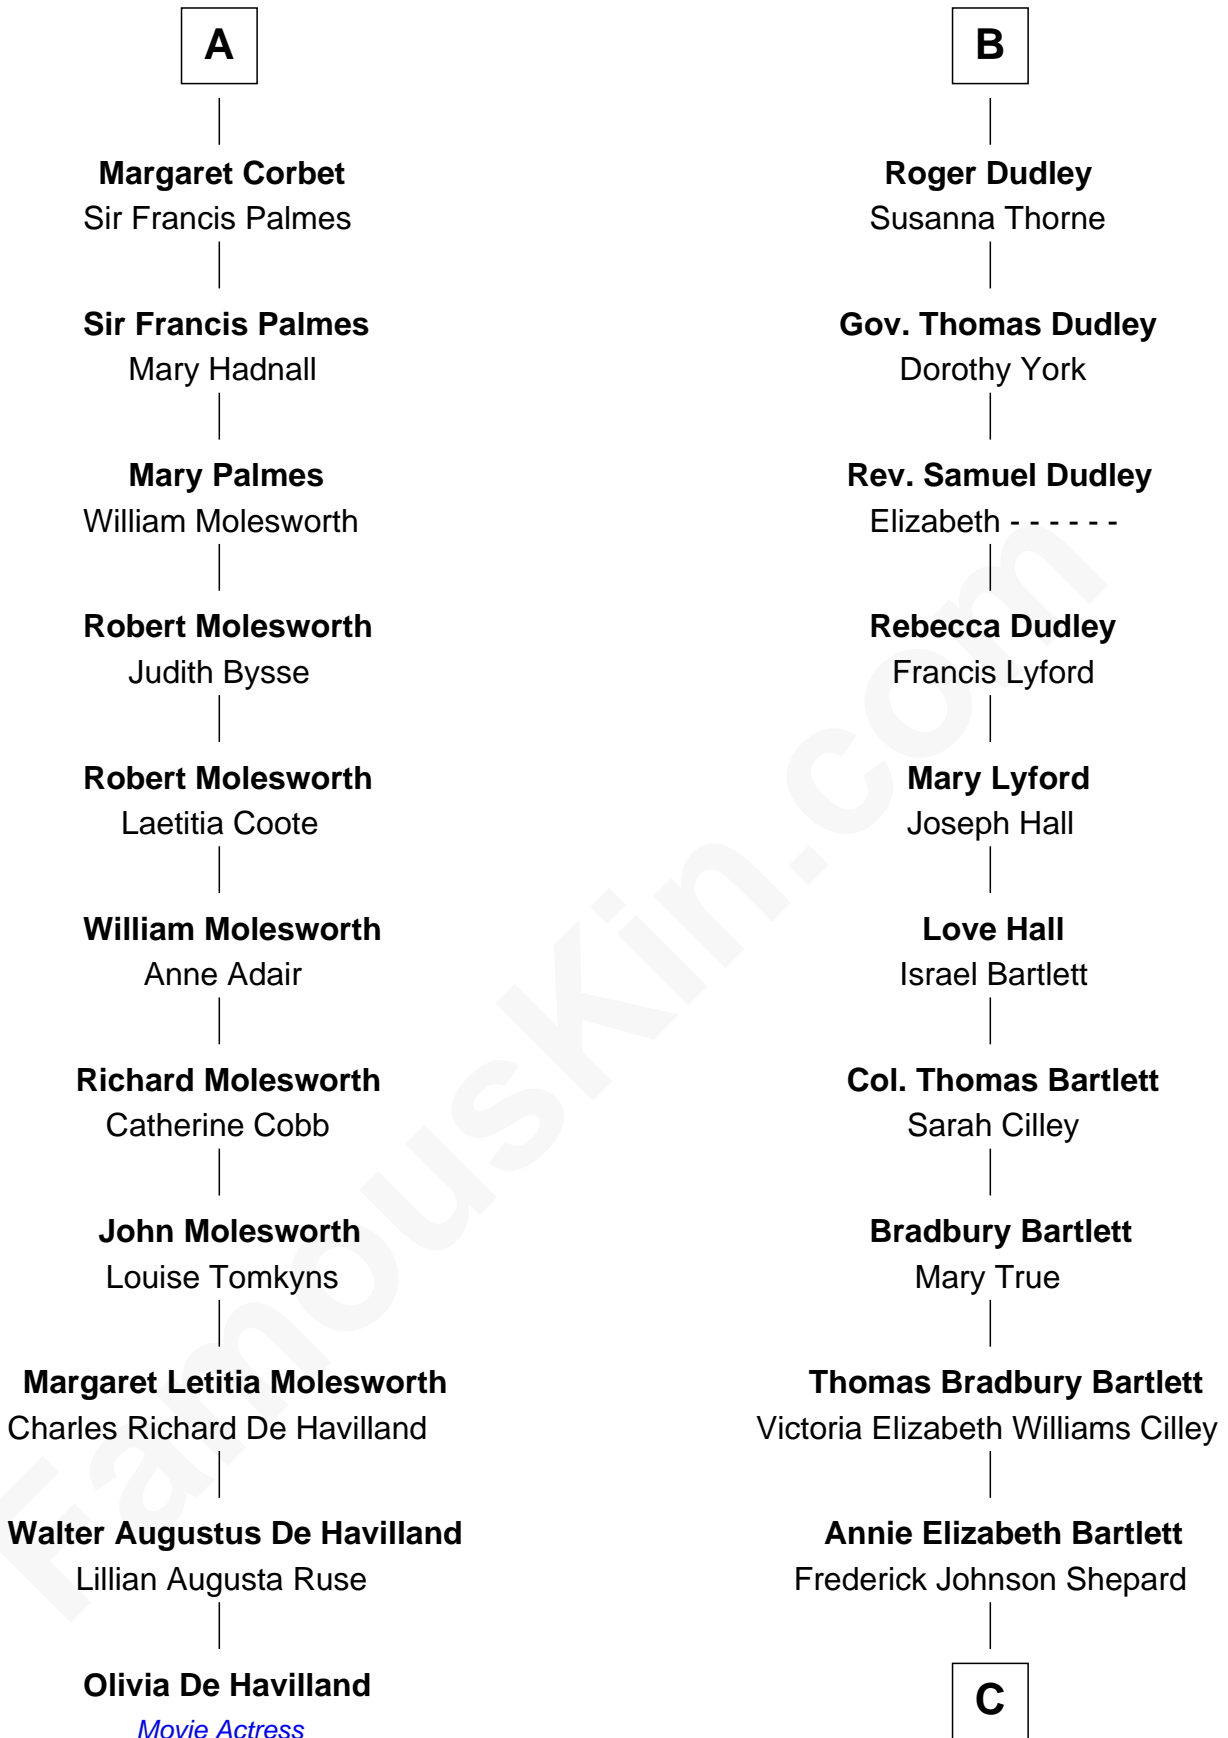 A
Margaret Corbet
Sir Francis Palmes
Sir Francis Palmes
Mary Hadnall
Mary Palmes
William Molesworth
Robert Molesworth
Judith Bysse
Robert Molesworth
Laetitia Coote
William Molesworth
Anne Adair
Richard Molesworth
Catherine Cobb
John Molesworth
Louise Tomkyns
Margaret Letitia Molesworth
Charles Richard De Havilland
Walter Augustus De Havilland
Lillian Augusta Ruse
Olivia De Havilland
Movie Actress
B
Roger Dudley
Susanna Thorne
Gov. Thomas Dudley
Dorothy York
Rev. Samuel Dudley
Elizabeth - - - - - -
Rebecca Dudley
Francis Lyford
Mary Lyford
Joseph Hall
Love Hall
Israel Bartlett
Col. Thomas Bartlett
Sarah Cilley
Bradbury Bartlett
Mary True
Thomas Bradbury Bartlett
Victoria Elizabeth Williams Cilley
Annie Elizabeth Bartlett
Frederick Johnson Shepard
C
FamousKin.com